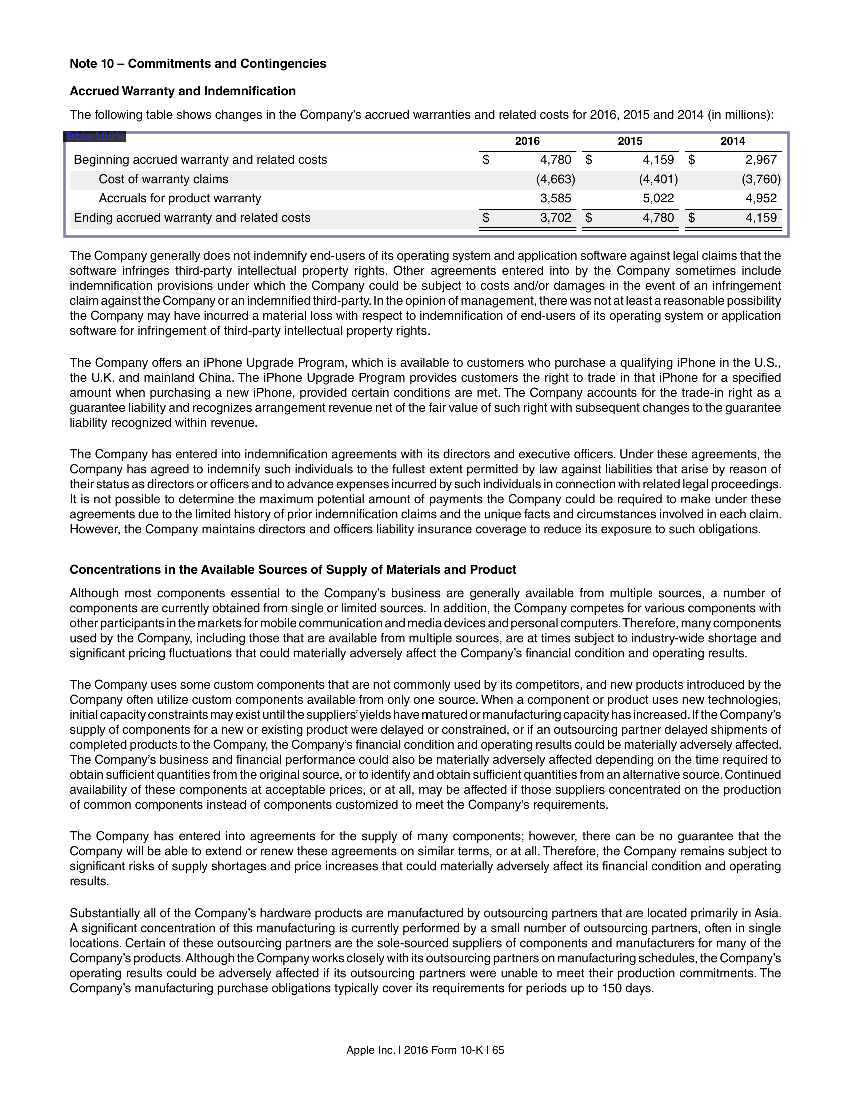 Note 10 – Commitments and Contingencies
Accrued Warranty and Indemnification
The following table shows changes in the Company's accrued warranties and related costs for 2016, 2015 and 2014 (in millions):
Table 100%
2016 2015 2014
Beginning accrued warranty and related costs $ 4,780 $ 4,159 $ 2,967
Cost of warranty claims (4,663) (4,401) (3,760)
Accruals for product warranty 3,585 5,022 4,952
Ending accrued warranty and related costs $ 3,702 $ 4,780 $ 4,159
The Company generally does not indemnify end-users of its operating system and application software against legal claims that the
software infringes third-party intellectual property rights. Other agreements entered into by the Company sometimes include
indemnification provisions under which the Company could be subject to costs and/or damages in the event of an infringement
claim against the Company or an indemnified third-party. In the opinion of management, there was not at least a reasonable possibility
the Company may have incurred a material loss with respect to indemnification of end-users of its operating system or application
software for infringement of third-party intellectual property rights.
The Company offers an iPhone Upgrade Program, which is available to customers who purchase a qualifying iPhone in the U.S.,
the U.K. and mainland China. The iPhone Upgrade Program provides customers the right to trade in that iPhone for a specified
amount when purchasing a new iPhone, provided certain conditions are met. The Company accounts for the trade-in right as a
guarantee liability and recognizes arrangement revenue net of the fair value of such right with subsequent changes to the guarantee
liability recognized within revenue.
The Company has entered into indemnification agreements with its directors and executive officers. Under these agreements, the
Company has agreed to indemnify such individuals to the fullest extent permitted by law against liabilities that arise by reason of
their status as directors or officers and to advance expenses incurred by such individuals in connection with related legal proceedings.
It is not possible to determine the maximum potential amount of payments the Company could be required to make under these
agreements due to the limited history of prior indemnification claims and the unique facts and circumstances involved in each claim.
However, the Company maintains directors and officers liability insurance coverage to reduce its exposure to such obligations.
Concentrations in the Available Sources of Supply of Materials and Product
Although most components essential to the Company's business are generally available from multiple sources, a number of
components are currently obtained from single or limited sources. In addition, the Company competes for various components with
other participants in the markets for mobile communication and media devices and personal computers. Therefore, many components
used by the Company, including those that are available from multiple sources, are at times subject to industry-wide shortage and
significant pricing fluctuations that could materially adversely affect the Company's financial condition and operating results.
The Company uses some custom components that are not commonly used by its competitors, and new products introduced by the
Company often utilize custom components available from only one source. When a component or product uses new technologies,
initial capacity constraints may exist until the suppliers' yields have matured or manufacturing capacity has increased. If the Company's
supply of components for a new or existing product were delayed or constrained, or if an outsourcing partner delayed shipments of
completed products to the Company, the Company's financial condition and operating results could be materially adversely affected.
The Company's business and financial performance could also be materially adversely affected depending on the time required to
obtain sufficient quantities from the original source, or to identify and obtain sufficient quantities from an alternative source. Continued
availability of these components at acceptable prices, or at all, may be affected if those suppliers concentrated on the production
of common components instead of components customized to meet the Company's requirements.
The Company has entered into agreements for the supply of many components; however, there can be no guarantee that the
Company will be able to extend or renew these agreements on similar terms, or at all. Therefore, the Company remains subject to
significant risks of supply shortages and price increases that could materially adversely affect its financial condition and operating
results.
Substantially all of the Company's hardware products are manufactured by outsourcing partners that are located primarily in Asia.
A significant concentration of this manufacturing is currently performed by a small number of outsourcing partners, often in single
locations. Certain of these outsourcing partners are the sole-sourced suppliers of components and manufacturers for many of the
Company's products. Although the Company works closely with its outsourcing partners on manufacturing schedules, the Company's
operating results could be adversely affected if its outsourcing partners were unable to meet their production commitments. The
Company's manufacturing purchase obligations typically cover its requirements for periods up to 150 days.
Apple Inc. | 2016 Form 10-K | 65